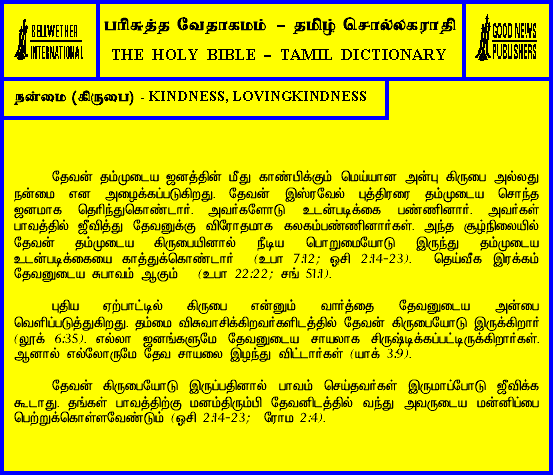 BELLWETHER
INTERNATIONAL
பரிசுத்த வேதாகமம் – தமிழ் சொல்லகராதி
THE HOLY BIBLE – TAMIL DICTIONARY
GOOD NEWS
PUBLISHERS
நன்மை (கிருபை) - KINDNESS, LOVINGKINDNESS
தேவன் தம்முடைய ஜனத்தின் மீது காண்பிக்கும் மெய்யான அன்பு கிருபை அல்லது
நன்மை என அழைக்கப்படுகிறது. தேவன் இஸ்ரவேல் புத்திரரை தம்முடைய சொந்த
ஜனமாக தெரிந்துகொண்டார். அவர்களோடு உடன்படிக்கை பண்ணினார். அவர்கள்
பாவத்தில் ஜீவித்து தேவனுக்கு விரோதமாக கலகம்பண்ணினார்கள். அந்த சூழ்நிலையில்
தேவன் தம்முடைய கிருபையினால் நீடிய பொறுமையோடு இருந்து தம்முடைய
உடன்படிக்கையை காத்துக்கொண்டார் (உபா 7:12; ஓசி 2:14-23). தெய்வீக இரக்கம்
தேவனுடைய சுபாவம் ஆகும் (உபா 22:22; சங் 51:1).
புதிய ஏற்பாட்டில் கிருபை என்னும் வார்த்தை தேவனுடைய அன்பை
வெளிப்படுத்துகிறது. தம்மை விசுவாசிக்கிறவர்களிடத்தில் தேவன் கிருபையோடு இருக்கிறார்
(லூக் 6:35). எல்லா ஜனங்களுமே தேவனுடைய சாயலாக சிருஷ்டிக்கப்பட்டிருக்கிறார்கள்.
ஆனால் எல்லோருமே தேவ சாயலை இழந்து விட்டார்கள் (யாக் 3:9).
தேவன் கிருபையோடு இருப்பதினால் பாவம் செய்தவர்கள் இருமாப்போடு ஜீவிக்க
கூடாது. தங்கள் பாவத்திற்கு மனம்திரும்பி தேவனிடத்தில் வந்து அவருடைய மன்னிப்பை
பெற்றுக்கொள்ளவேண்டும் (ஓசி 2:14-23; ரோம 2:4).